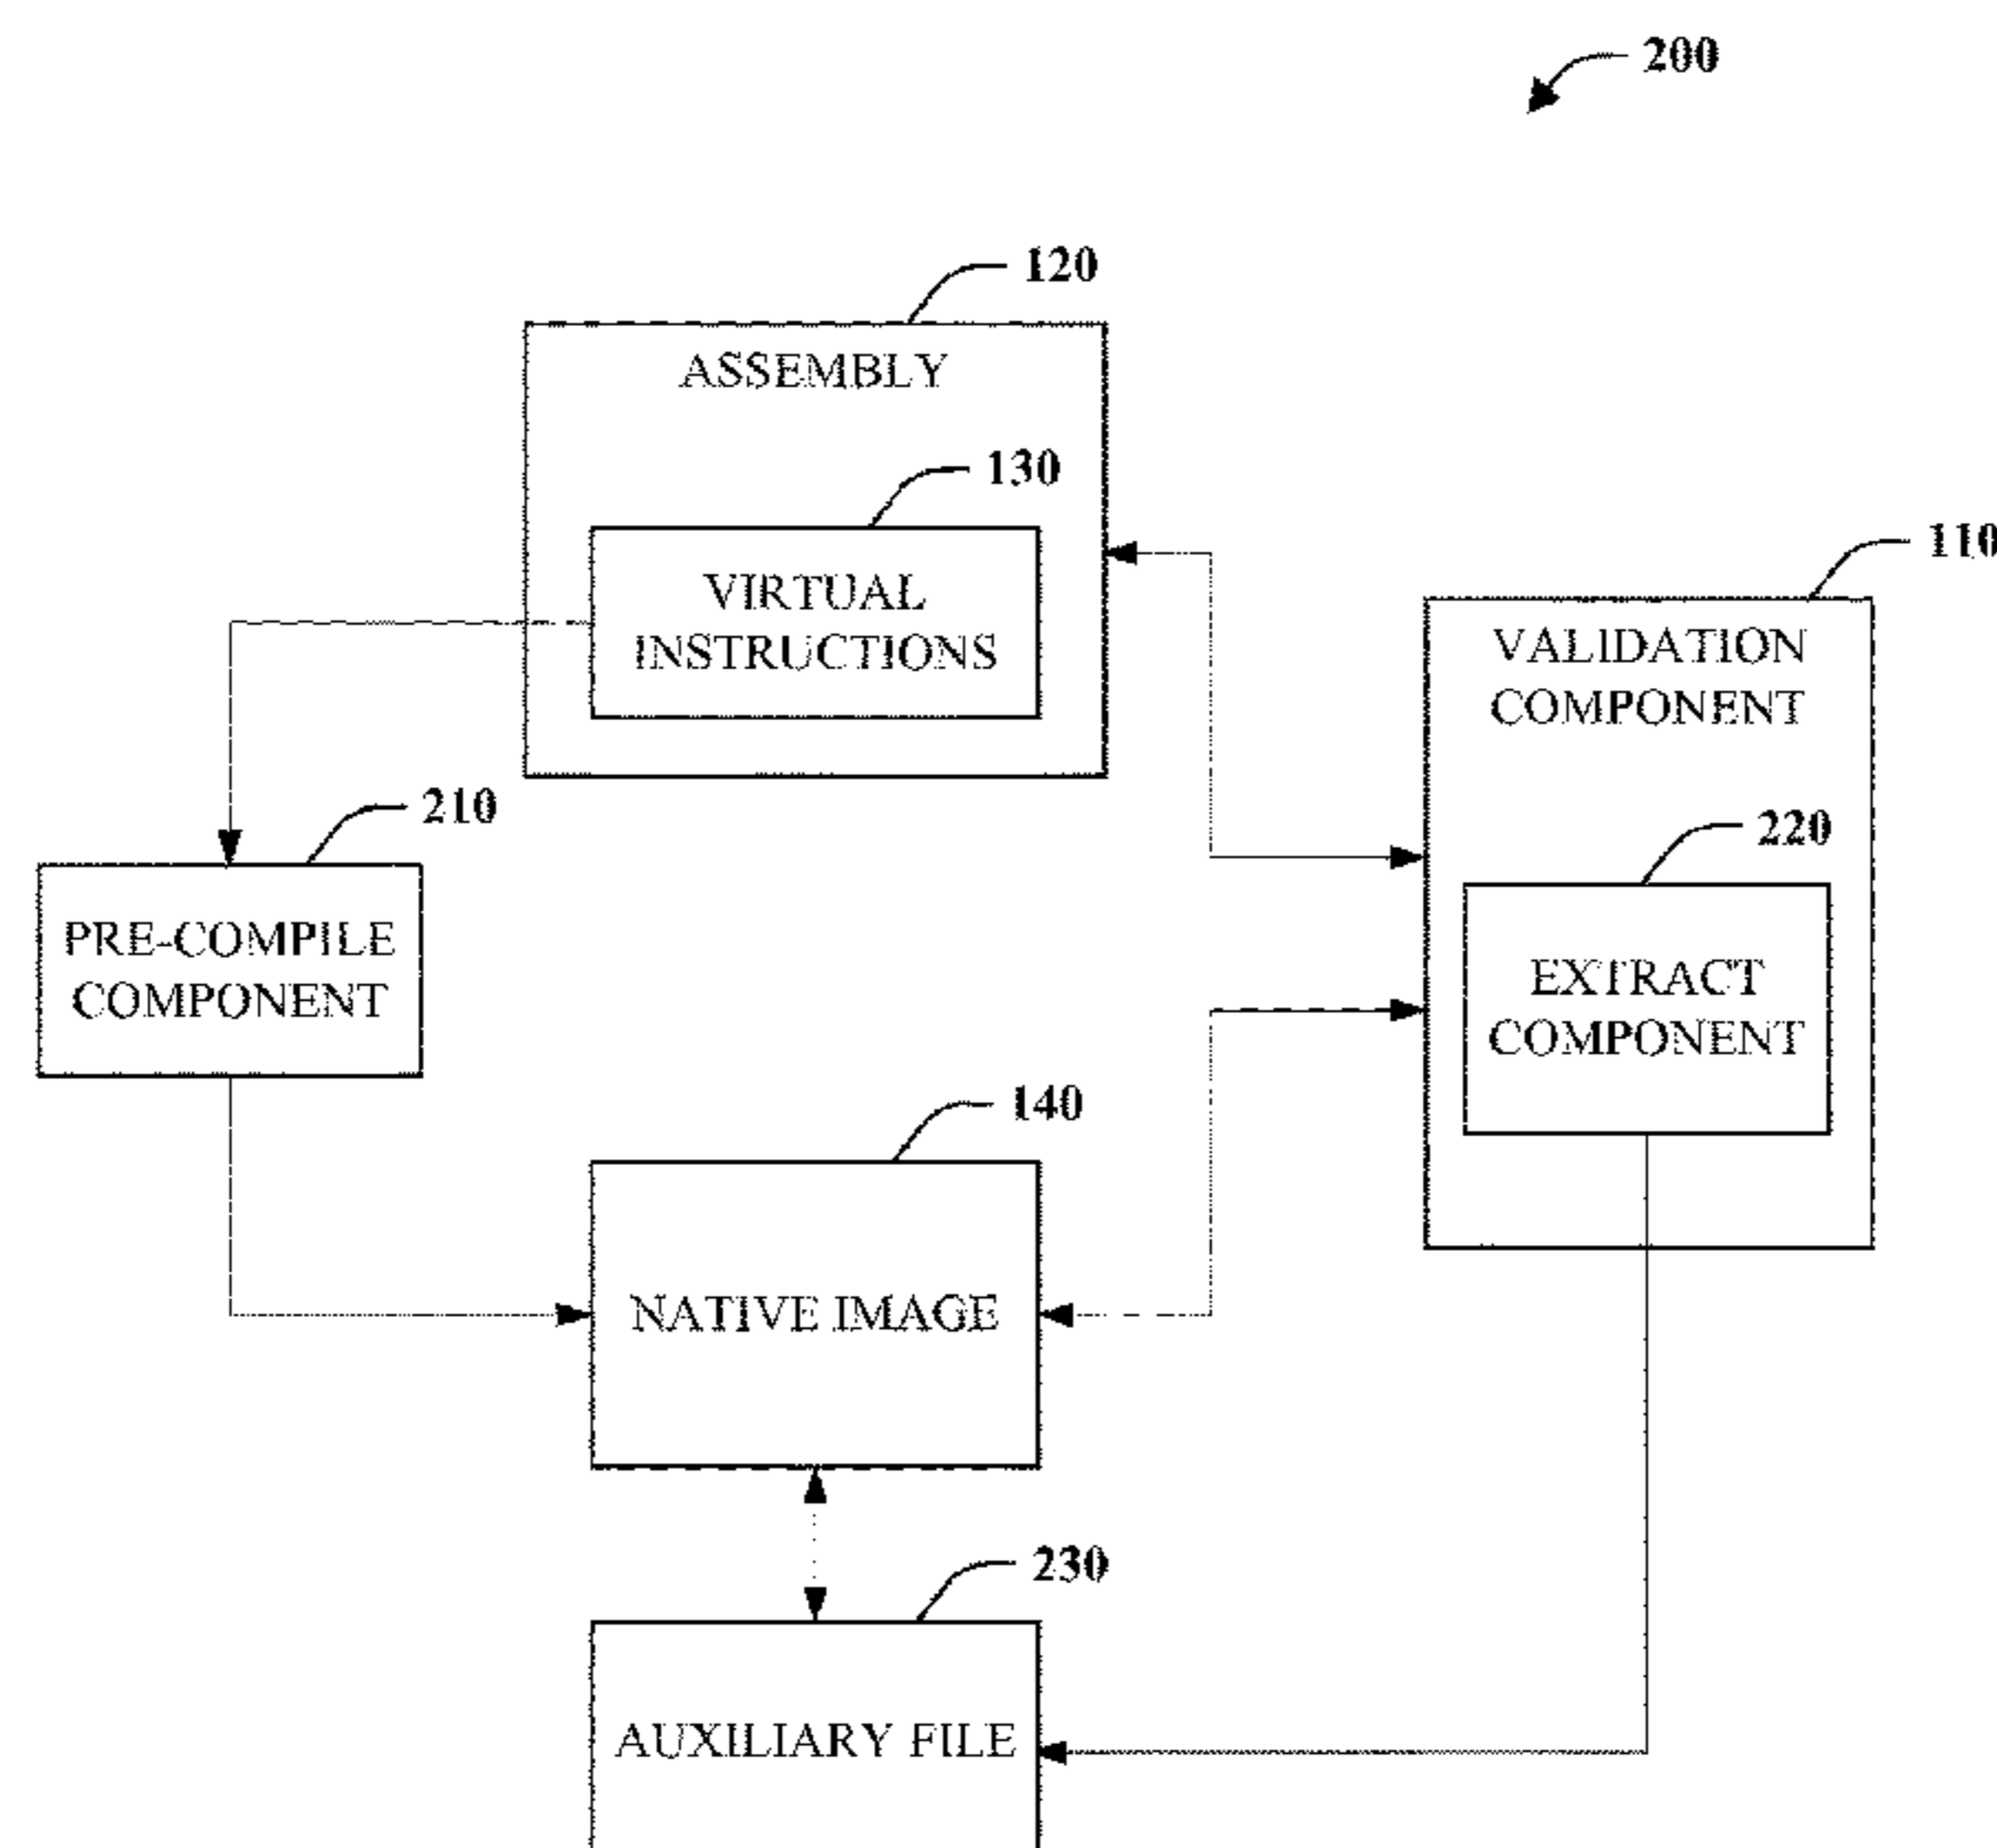 200
120
ASSEMBLY
130
VIRTUAL
INSTRUCTIONS
110
VALIDATION
COMPONENT
210
PRE-COMPILE
COMPONENT
220
EXTRACT
COMPONENT
140
NATIVE IMAGE
230
AUXILIARY FILE